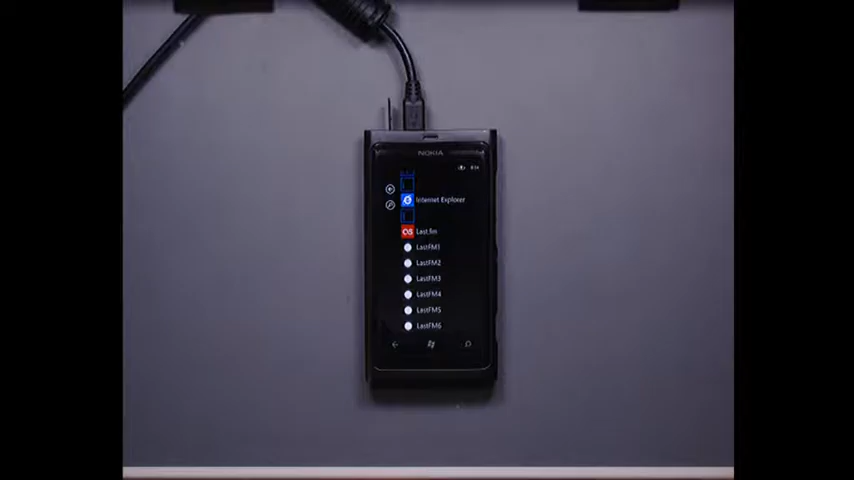 NOKIA
i
Internet Explorer
l
Last.fm
LastFM1
LastFM2
LastFM3
LastFM4
LastFM5
LastFM6